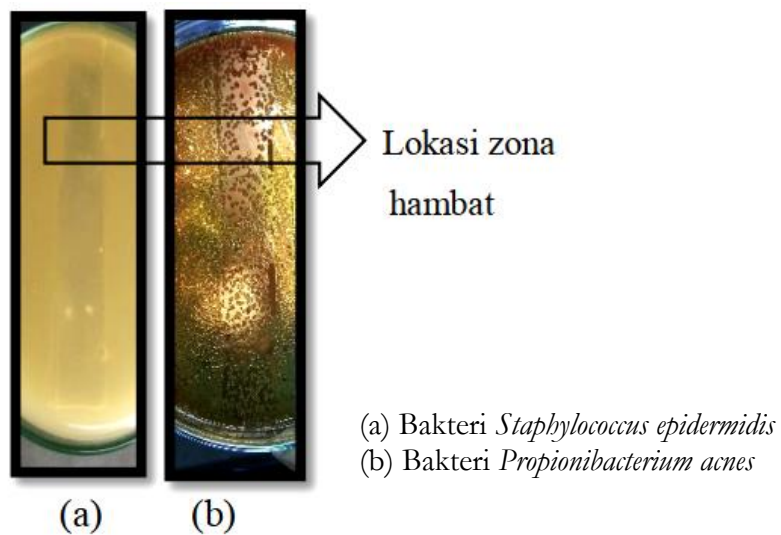 Lokasi zona
hambat
(a) Bakteri Staphylococcus epidermidis
(b) Bakteri Propionibacterium acnes
(a)
(b)